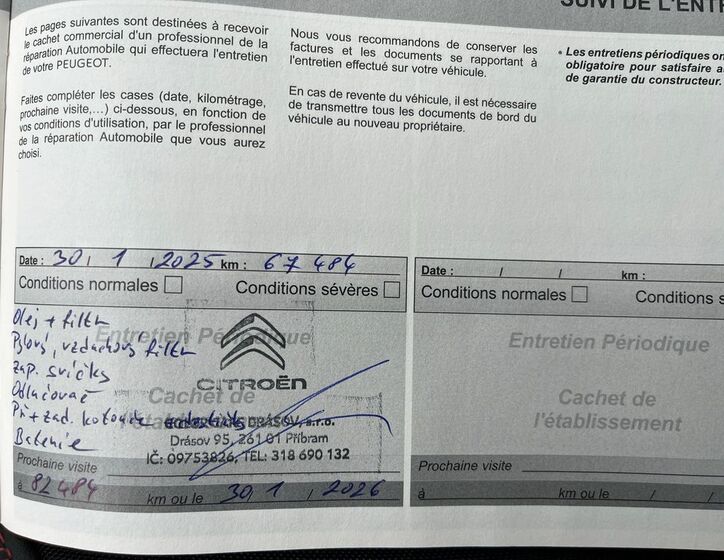 SUIVI DE L'ENTR
Les pages suivantes sont destinées à recevoir
le cachet commercial d'un professionnel de la
réparation Automobile qui effectuera l'entretien
de votre PEUGEOT.
Faites compléter les cases (date, kilométrage,
prochaine visite,...) ci-dessous, en fonction de
vos conditions d'utilisation, par le professionnel
de la réparation Automobile que vous aurez
choisi.
Nous vous recommandons de conserver les
factures et les documents se rapportant à
l'entretien effectué sur votre véhicule.
En cas de revente du véhicule, il est nécessaire
de transmettre tous les documents de bord du
véhicule au nouveau propriétaire.
• Les entretiens périodiques on
obligatoire pour satisfaire a
de garantie du constructeur.
Date : 30 / 1 / 2025 km : 67 484
Conditions normales
Conditions sévères
Entretien Périodique
Olej + filtr
Pylový, vzduchový filtr
zap. svíčky
Odlučovač
Př + zad. kotouče
Baterie
CITROËN
Cachet de
l'établissement
DRÁSOV, s.r.o.
Drásov 95, 261 01 Příbram
IČ: 09753826, TEL: 318 690 132
Prochaine visite
à 82 484 km ou le 30 / 1 / 2026
Date : / / km :
Conditions normales
Conditions s
Entretien Périodique
Cachet de
l'établissement
Prochaine visite
à km ou le / /